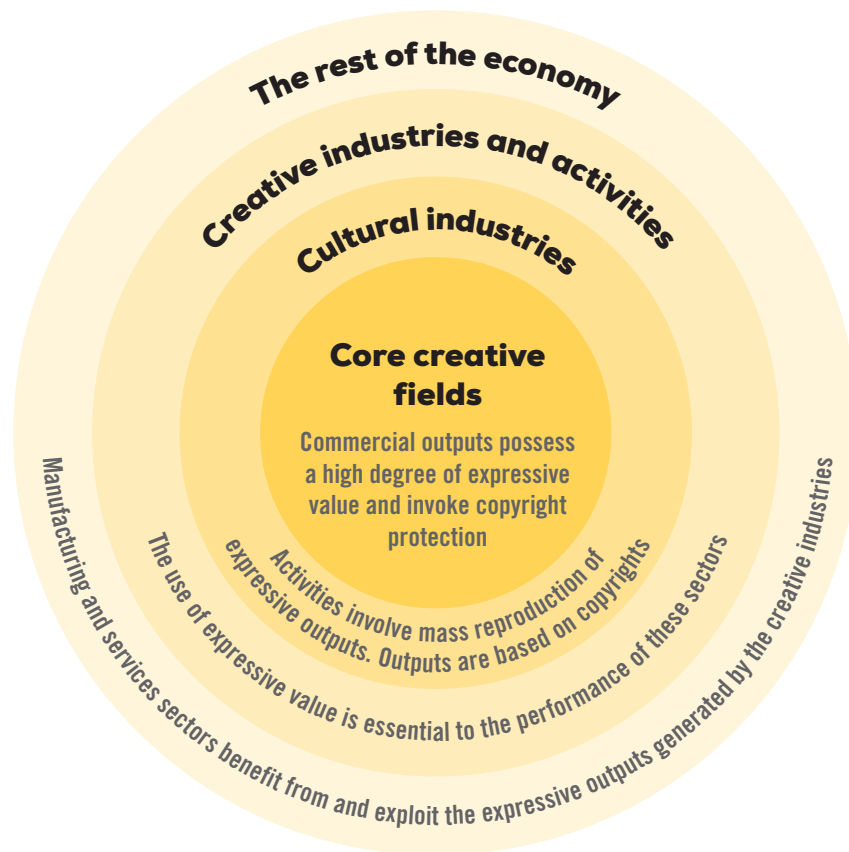 The rest of the economy
Creative industries and activities
Cultural industries
Core creative
fields
Commercial outputs possess
a high degree of expressive
value and invoke copyright
protection
Activities involve mass reproduction of
expressive outputs. Outputs are based on copyrights
The use of expressive value is essential to the performance of these sectors
Manufacturing and services sectors benefit from and exploit the expressive outputs generated by the creative industries